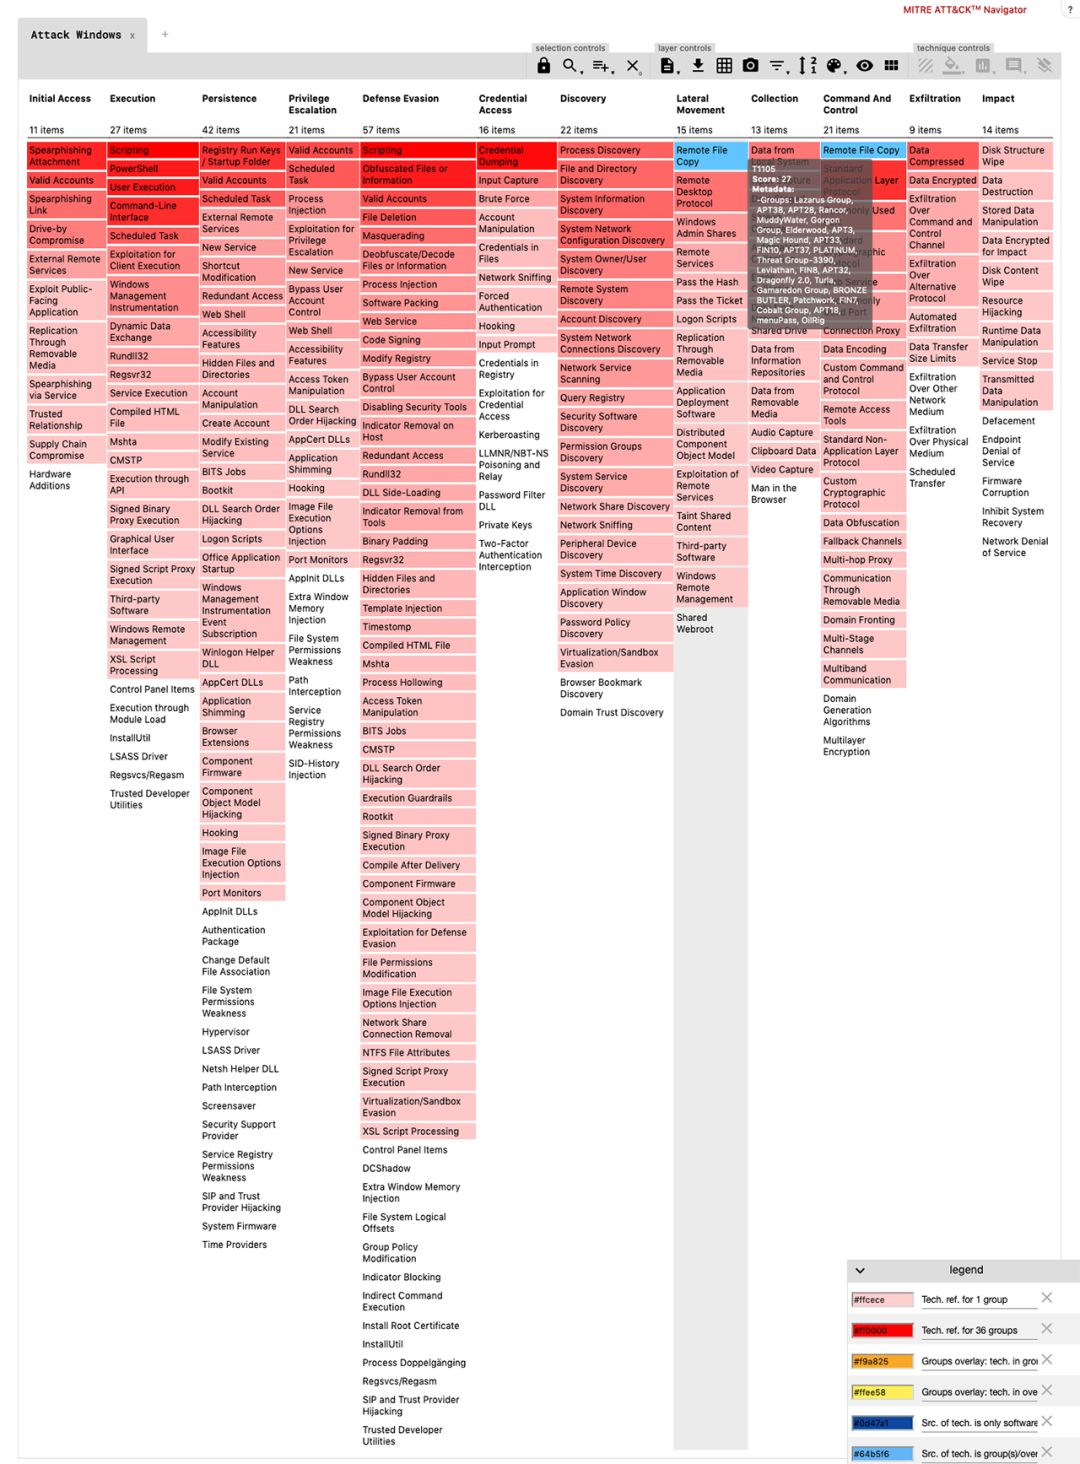 MITRE ATT&CK™ Navigator
?
Attack Windows x
+
selection controls
layer controls
technique controls
Initial Access
11 items
Spearphishing
Attachment
Valid Accounts
Spearphishing
Link
Drive-by
Compromise
External Remote
Services
Exploit Public-
Facing
Application
Replication
Through
Removable
Media
Spearphishing
via Service
Trusted
Relationship
Supply Chain
Compromise
Hardware
Additions
Execution
27 items
Scripting
PowerShell
User Execution
Command-Line
Interface
Scheduled Task
Exploitation for
Client Execution
Windows
Management
Instrumentation
Dynamic Data
Exchange
Rundll32
Regsvr32
Service Execution
Compiled HTML
File
Mshta
CMSTP
Execution through
API
Signed Binary
Proxy Execution
Graphical User
Interface
Signed Script Proxy
Execution
Third-party
Software
Windows Remote
Management
XSL Script
Processing
Control Panel Items
Execution through
Module Load
InstallUtil
LSASS Driver
Regsvcs/Regasm
Trusted Developer
Utilities
Persistence
42 items
Registry Run Keys
/ Startup Folder
Valid Accounts
Scheduled Task
External Remote
Services
New Service
Shortcut
Modification
Redundant Access
Web Shell
Accessibility
Features
Hidden Files and
Directories
Account
Manipulation
Create Account
Modify Existing
Service
BITS Jobs
Bootkit
DLL Search Order
Hijacking
Logon Scripts
Office Application
Startup
Windows
Management
Instrumentation
Event
Subscription
Winlogon Helper
DLL
AppCert DLLs
Application
Shimming
Browser
Extensions
Component
Firmware
Component
Object Model
Hijacking
Hooking
Image File
Execution Options
Injection
Port Monitors
AppInit DLLs
Authentication
Package
Change Default
File Association
File System
Permissions
Weakness
Hypervisor
LSASS Driver
Netsh Helper DLL
Path Interception
Screensaver
Security Support
Provider
Service Registry
Permissions
Weakness
SIP and Trust
Provider Hijacking
System Firmware
Time Providers
Privilege
Escalation
21 items
Valid Accounts
Scheduled
Task
Process
Injection
Exploitation for
Privilege
Escalation
New Service
Bypass User
Account
Control
Web Shell
Accessibility
Features
Access Token
Manipulation
DLL Search
Order Hijacking
AppCert DLLs
Application
Shimming
Hooking
Image File
Execution
Options
Injection
Port Monitors
AppInit DLLs
Extra Window
Memory
Injection
File System
Permissions
Weakness
Path
Interception
Service
Registry
Permissions
Weakness
SID-History
Injection
Defense Evasion
57 items
Scripting
Obfuscated Files or
Information
Valid Accounts
File Deletion
Masquerading
Deobfuscate/Decode
Files or Information
Process Injection
Software Packing
Web Service
Code Signing
Modify Registry
Bypass User Account
Control
Disabling Security Tools
Indicator Removal on
Host
Redundant Access
Rundll32
DLL Side-Loading
Indicator Removal from
Tools
Binary Padding
Regsvr32
Hidden Files and
Directories
Template Injection
Timestomp
Compiled HTML File
Mshta
Process Hollowing
Access Token
Manipulation
BITS Jobs
CMSTP
DLL Search Order
Hijacking
Execution Guardrails
Rootkit
Signed Binary Proxy
Execution
Compile After Delivery
Component Firmware
Component Object
Model Hijacking
Exploitation for Defense
Evasion
File Permissions
Modification
Image File Execution
Options Injection
Network Share
Connection Removal
NTFS File Attributes
Signed Script Proxy
Execution
Virtualization/Sandbox
Evasion
XSL Script Processing
Control Panel Items
DCShadow
Extra Window Memory
Injection
File System Logical
Offsets
Group Policy
Modification
Indicator Blocking
Indirect Command
Execution
Install Root Certificate
InstallUtil
Process Doppelgänging
Regsvcs/Regasm
SIP and Trust Provider
Hijacking
Trusted Developer
Utilities
Credential
Access
16 items
Credential
Dumping
Input Capture
Brute Force
Account
Manipulation
Credentials in
Files
Network Sniffing
Forced
Authentication
Hooking
Input Prompt
Credentials in
Registry
Exploitation for
Credential
Access
Kerberoasting
LLMNR/NBT-NS
Poisoning and
Relay
Password Filter
DLL
Private Keys
Two-Factor
Authentication
Interception
Discovery
22 items
Process Discovery
File and Directory
Discovery
System Information
Discovery
System Network
Configuration Discovery
System Owner/User
Discovery
Remote System
Discovery
Account Discovery
System Network
Connections Discovery
Network Service
Scanning
Query Registry
Security Software
Discovery
Permission Groups
Discovery
System Service
Discovery
Network Share Discovery
Network Sniffing
Peripheral Device
Discovery
System Time Discovery
Application Window
Discovery
Password Policy
Discovery
Virtualization/Sandbox
Evasion
Browser Bookmark
Discovery
Domain Trust Discovery
Lateral
Movement
15 items
Remote File
Copy
Remote
Desktop
Protocol
Windows
Admin Shares
Remote
Services
Pass the Hash
Pass the Ticket
Logon Scripts
Replication
Through
Removable
Media
Application
Deployment
Software
Distributed
Component
Object Model
Exploitation of
Remote
Services
Taint Shared
Content
Third-party
Software
Windows
Remote
Management
Shared
Webroot
Collection
13 items
Data from
Local System
T1105
Score: 27
Metadata:
-Groups: Lazarus Group,
APT38, APT28, Rancor,
MuddyWater, Gorgon
Group, Elderwood, APT3,
Magic Hound, APT33,
FIN10, APT37, PLATINUM,
Threat Group-3390,
Leviathan, FIN8, APT32,
Dragonfly 2.0, Turla,
Gamaredon Group, BRONZE
BUTLER, Patchwork, FIN7,
Cobalt Group, APT18,
menuPass, OilRig
Shared Drive
Data from
Information
Repositories
Data from
Removable
Media
Audio Capture
Clipboard Data
Video Capture
Man in the
Browser
Command And
Control
21 items
Remote File Copy
Standard
Application Layer
Protocol
Connection Proxy
Data Encoding
Custom Command
and Control
Protocol
Remote Access
Tools
Standard Non-
Application Layer
Protocol
Custom
Cryptographic
Protocol
Data Obfuscation
Fallback Channels
Multi-hop Proxy
Communication
Through
Removable Media
Domain Fronting
Multi-Stage
Channels
Multiband
Communication
Domain
Generation
Algorithms
Multilayer
Encryption
Exfiltration
9 items
Data
Compressed
Data Encrypted
Exfiltration
Over
Command and
Control
Channel
Exfiltration
Over
Alternative
Protocol
Automated
Exfiltration
Data Transfer
Size Limits
Exfiltration
Over Other
Network
Medium
Exfiltration
Over Physical
Medium
Scheduled
Transfer
Impact
14 items
Disk Structure
Wipe
Data
Destruction
Stored Data
Manipulation
Data Encrypted
for Impact
Disk Content
Wipe
Resource
Hijacking
Runtime Data
Manipulation
Service Stop
Transmitted
Data
Manipulation
Defacement
Endpoint
Denial of
Service
Firmware
Corruption
Inhibit System
Recovery
Network Denial
of Service
legend
#ffcece Tech. ref. for 1 group
#ff0000 Tech. ref. for 36 groups
#f9a825 Groups overlay: tech. in gro
#ffee58 Groups overlay: tech. in ove
#0d47a1 Src. of tech. is only software
#64b5f6 Src. of tech. is group(s)/over